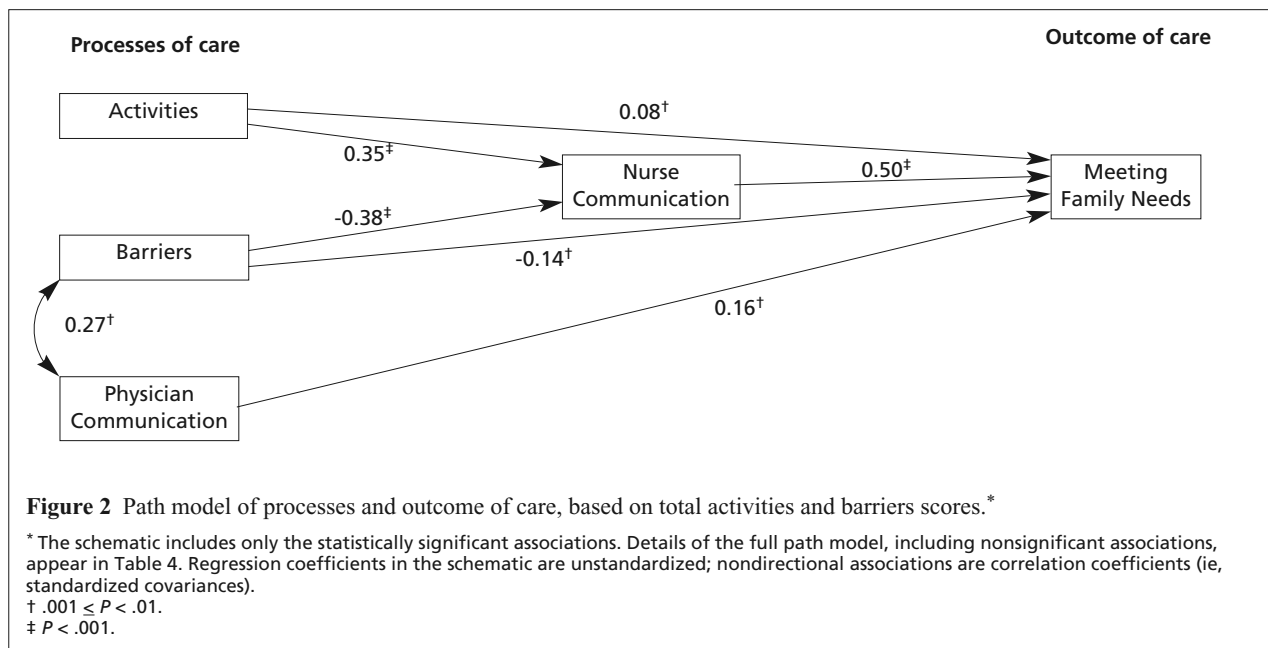 Processes of care
Outcome of care
Activities
0.08†
0.35‡
Nurse
Communication
0.50‡
Meeting
Family Needs
-0.38‡
Barriers
-0.14†
0.27†
0.16†
Physician
Communication
Figure 2 Path model of processes and outcome of care, based on total activities and barriers scores.*
* The schematic includes only the statistically significant associations. Details of the full path model, including nonsignificant associations,
appear in Table 4. Regression coefficients in the schematic are unstandardized; nondirectional associations are correlation coefficients (ie,
standardized covariances).
† .001 ≤ P < .01.
‡ P < .001.